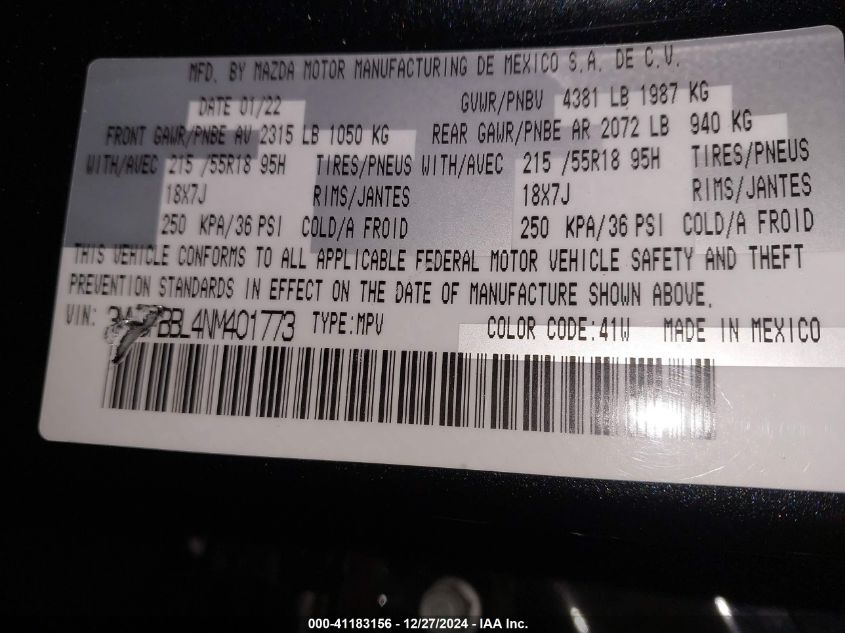 MFD. BY MAZDA MOTOR MANUFACTURING DE MEXICO S.A. DE C.V.
DATE 01/22 GVWR/PNBV 4381 LB 1987 KG
FRONT GAWR/PNBE AV 2315 LB 1050 KG REAR GAWR/PNBE AR 2072 LB 940 KG
WITH/AVEC 215 /55R18 95H TIRES/PNEUS WITH/AVEC 215 /55R18 95H TIRES/PNEUS
18X7J RIMS/JANTES 18X7J RIMS/JANTES
250 KPA/36 PSI COLD/A FROID 250 KPA/36 PSI COLD/A FROID
THIS VEHICLE CONFORMS TO ALL APPLICABLE FEDERAL MOTOR VEHICLE SAFETY AND THEFT
PREVENTION STANDARDS IN EFFECT ON THE DATE OF MANUFACTURE SHOWN ABOVE.
VIN: TYPE:MPV COLOR CODE:41W MADE IN MEXICO
000-41183156 - 12/27/2024 - IAA Inc.